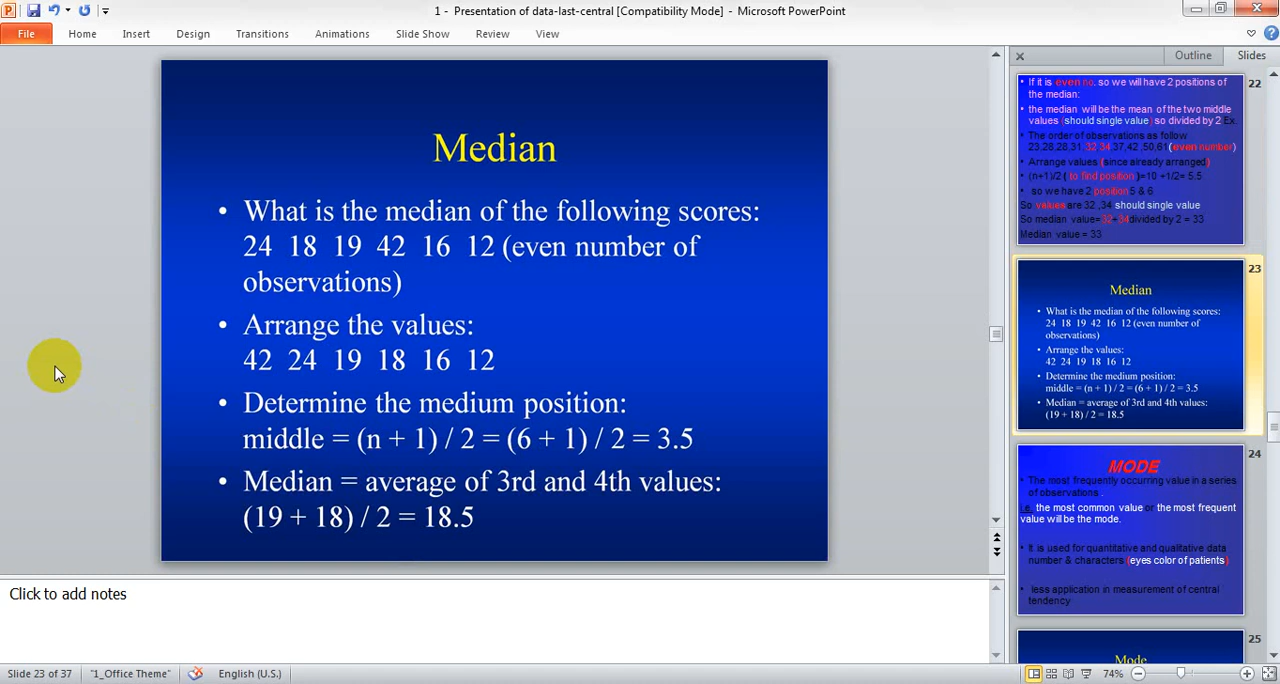 1 - Presentation of data-last-central [Compatibility Mode] - Microsoft PowerPoint
File Home Insert Design Transitions Animations Slide Show Review View
Median
• What is the median of the following scores:
24 18 19 42 16 12 (even number of
observations)
• Arrange the values:
42 24 19 18 16 12
• Determine the medium position:
middle = (n + 1) / 2 = (6 + 1) / 2 = 3.5
• Median = average of 3rd and 4th values:
(19 + 18) / 2 = 18.5
Click to add notes
Outline Slides
22
• If it is even no. so we will have 2 positions of
the median:
• the median will be the mean of the two middle
values (should single value) so divided by 2 Ex.
• The order of observations as follow
23,28,28,31 32 34,37,42 ,50,61(even number)
• Arrange values (since already arranged)
• (n+1)/2 ( to find position )=10 +1/2= 5.5
• so we have 2 position 5 & 6
So values are 32 ,34 should single value
So median value= 32+34 divided by 2 = 33
Median value = 33
23
Median
• What is the median of the following scores:
24 18 19 42 16 12 (even number of
observations)
• Arrange the values:
42 24 19 18 16 12
• Determine the medium position:
middle = (n + 1) / 2 = (6 + 1) / 2 = 3.5
• Median = average of 3rd and 4th values:
(19 + 18) / 2 = 18.5
24
MODE
• The most frequently occurring value in a series
of observations .
i.e. the most common value or the most frequent
value will be the mode.
• It is used for quantitative and qualitative data
number & characters (eyes color of patients)
• less application in measurement of central
tendency
25
Mode
Slide 23 of 37 "1_Office Theme" English (U.S.) 74%